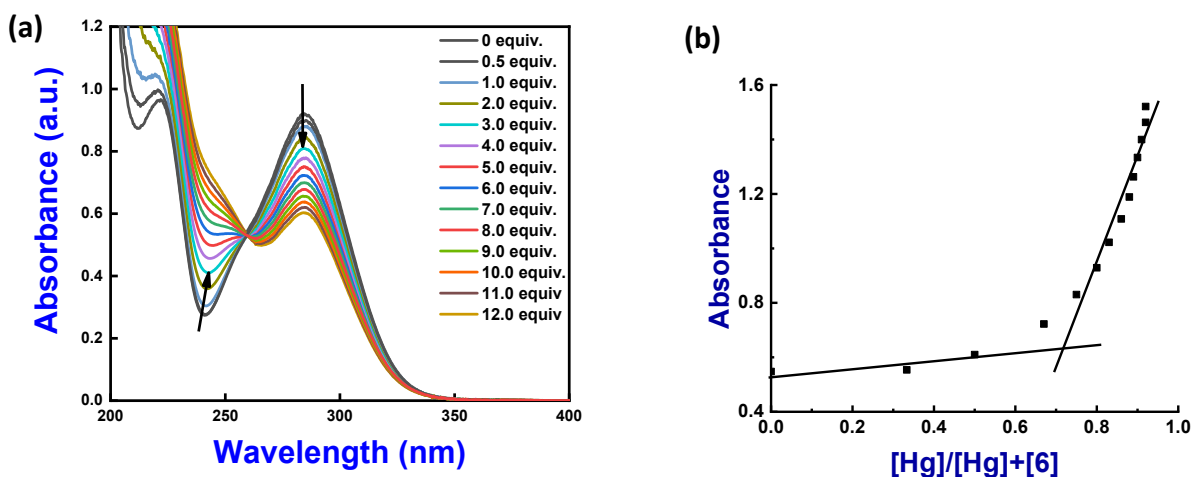 (a)
Absorbance (a.u.)
1.2
1.0
0.8
0.6
0.4
0.2
0.0
200
250
300
350
400
Wavelength (nm)
0 equiv.
0.5 equiv.
1.0 equiv.
2.0 equiv.
3.0 equiv.
4.0 equiv.
5.0 equiv.
6.0 equiv.
7.0 equiv.
8.0 equiv.
9.0 equiv.
10.0 equiv.
11.0 equiv
12.0 equiv
(b)
Absorbance
1.6
1.2
0.8
0.4
0.0
0.2
0.4
0.6
0.8
1.0
[Hg]/[Hg]+[6]